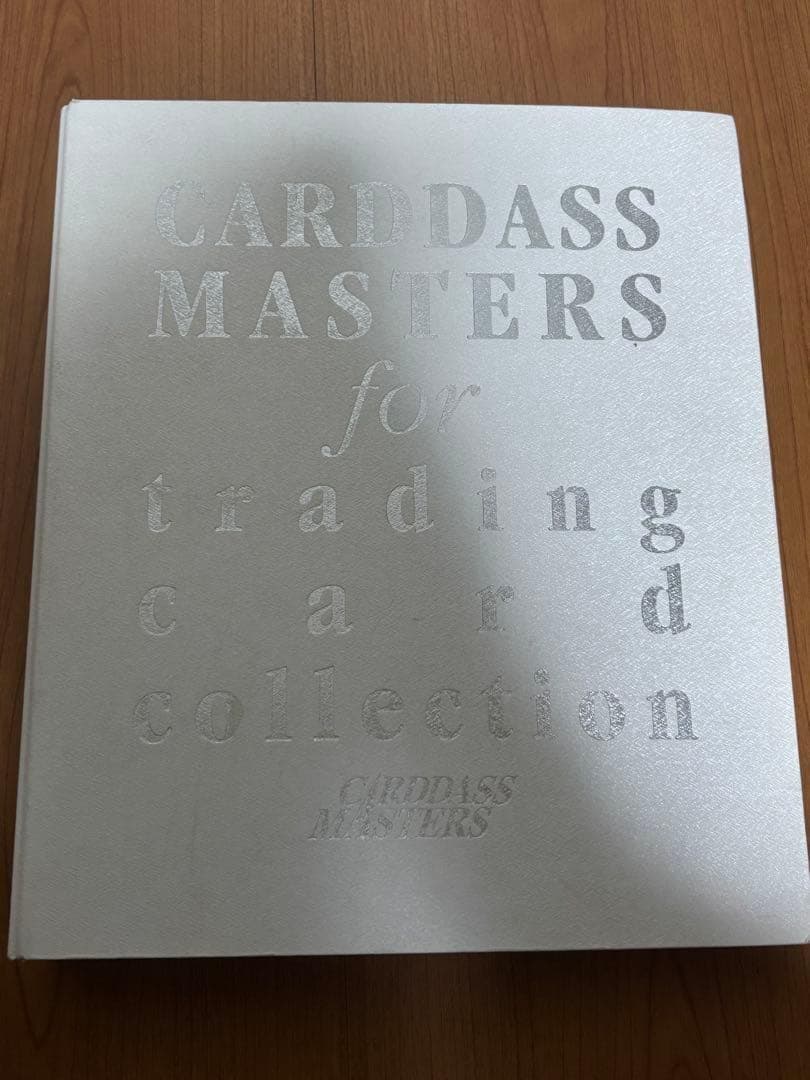 CARDDASS
MASTERS
for
trading
card
collection
CARDDASS
MASTERS